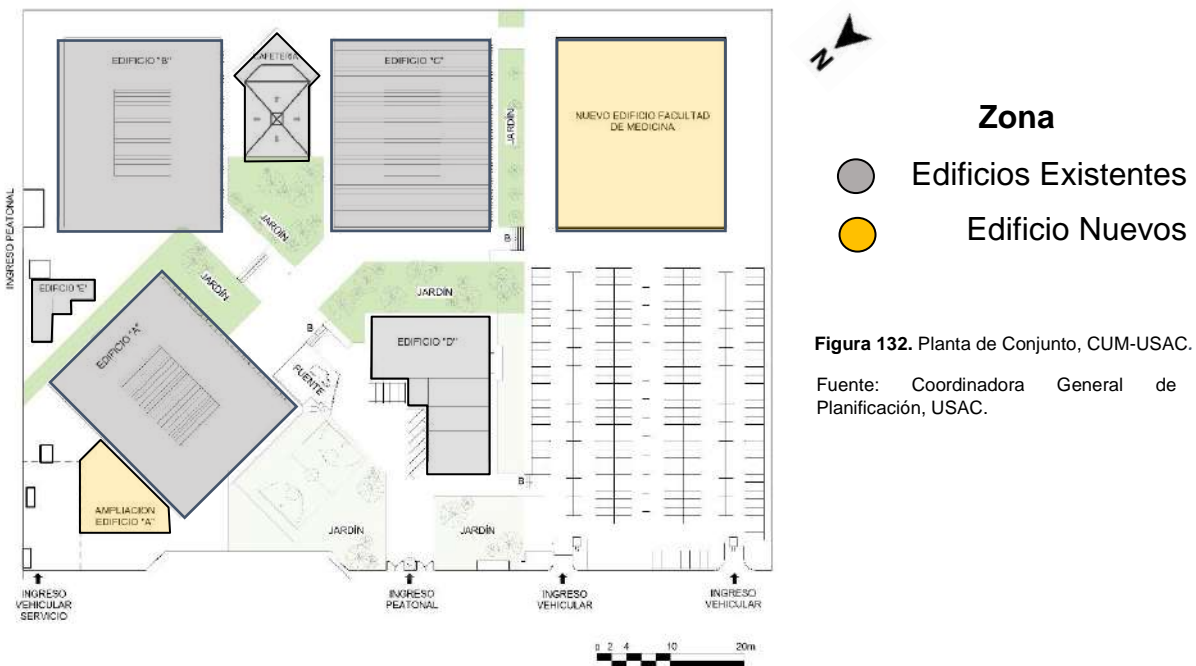 EDIFICIO "B"
CAFETERIA
EDIFICIO "C"
JARDÍN
NUEVO EDIFICIO FACULTAD
DE MEDICINA
N
Zona
Edificios Existentes
Edificio Nuevos
INGRESO PEATONAL
JARDÍN
B
EDIFICIO "E"
JARDÍN
JARDÍN
EDIFICIO "A"
B
EDIFICIO "D"
FUENTE
Figura 132. Planta de Conjunto, CUM-USAC.
Fuente: Coordinadora General de
Planificación, USAC.
B
AMPLIACION
EDIFICIO "A"
JARDÍN
JARDÍN
INGRESO
VEHICULAR
SERVICIO
INGRESO
PEATONAL
INGRESO
VEHICULAR
INGRESO
VEHICULAR
0 2 4 10 20m